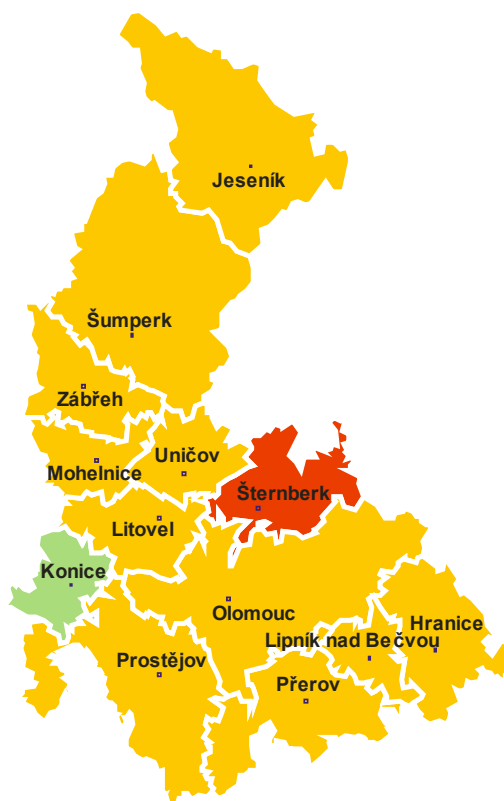 Jeseník
Šumperk
Zábřeh
Uničov
Mohelnice
Šternberk
Litovel
Konice
Olomouc
Hranice
Lipník nad Bečvou
Prostějov
Přerov